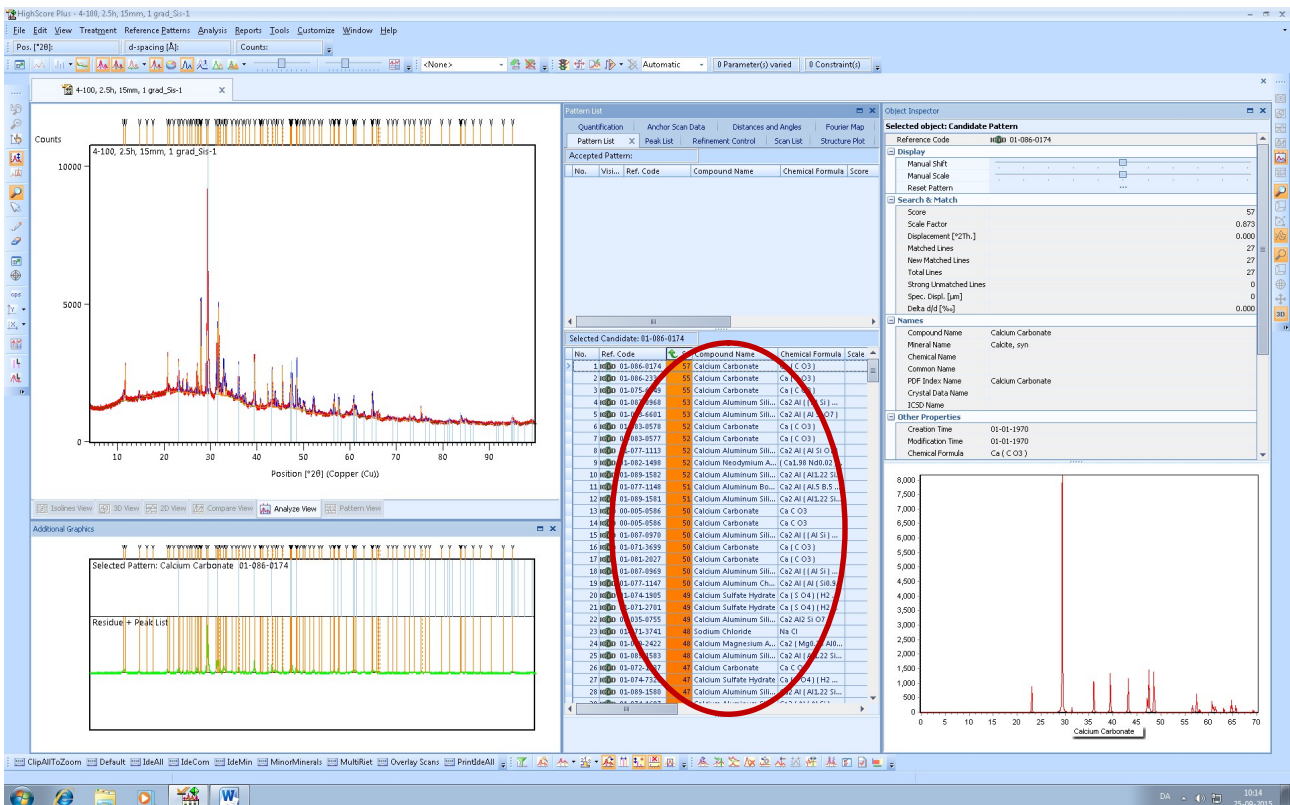 HighScore Plus - 4-100, 2.5h, 15mm, 1 grad_Sis-1
File Edit View Treatment Reference Patterns Analysis Reports Tools Customize Window Help
Pos. [°2θ]: d-spacing [Å]: Counts:
<None> Automatic 0 Parameter(s) varied 0 Constraint(s)
4-100, 2.5h, 15mm, 1 grad_Sis-1 X
Counts
4-100, 2.5h, 15mm, 1 grad_Sis-1
10000
5000
0
10 20 30 40 50 60 70 80 90
Position [°2θ] (Copper (Cu))
Isolines View 3D View 2D View Compare View Analyze View Pattern View
Additional Graphics
Selected Pattern: Calcium Carbonate 01-086-0174
Residue + Peak List
Pattern List
Quantification Anchor Scan Data Distances and Angles Fourier Map
Pattern List X Peak List Refinement Control Scan List Structure Plot
Accepted Pattern:
No. Visi... Ref. Code Compound Name Chemical Formula Score
Selected Candidate: 01-086-0174
No. Ref. Code Compound Name Chemical Formula Scale
1 01-086-0174 57 Calcium Carbonate
2 55 Calcium Carbonate
3 55 Calcium Carbonate
4 53 Calcium Aluminum Sili...
5 53 Calcium Aluminum Sili...
6 52 Calcium Carbonate Ca ( C O3 )
7 52 Calcium Carbonate Ca ( C O3 )
8 52 Calcium Aluminum Sili...
9 01-082-1498 52 Calcium Neodymium A... ( Ca1.98 Nd0.02
10 01-089-1582 52 Calcium Aluminum Sili... Ca2 Al ( Al1.22 Si...
11 01-077-1148 51 Calcium Aluminum Bo... Ca2 Al ( Al.5 B.5 ...
12 01-089-1581 51 Calcium Aluminum Sili... Ca2 Al ( Al1.22 Si...
13 00-005-0586 50 Calcium Carbonate Ca C O3
14 00-005-0586 50 Calcium Carbonate Ca C O3
15 01-087-0970 50 Calcium Aluminum Sili... Ca2 Al ( ( Al Si ) ...
16 01-071-3699 50 Calcium Carbonate Ca ( C O3 )
17 01-081-2027 50 Calcium Carbonate Ca ( C O3 )
18 01-087-0969 50 Calcium Aluminum Sili... Ca2 Al ( ( Al Si ) ...
19 01-077-1147 50 Calcium Aluminum Ch... Ca2 Al ( Al ( Si0.9
20 01-074-1905 49 Calcium Sulfate Hydrate Ca ( S O4 ) ( H2
21 01-071-2701 49 Calcium Sulfate Hydrate Ca ( S O4 ) ( H2
22 49 Calcium Aluminum Sili... Ca2 Al2 Si O7
23 48 Sodium Chloride Na Cl
24 48 Calcium Magnesium A...
25 48 Calcium Aluminum Sili...
26 47 Calcium Carbonate
27 47 Calcium Sulfate Hydrate
28 01-089-1580 47 Calcium Aluminum Sili... Ca2 Al ( Al1.22 Si...
Object Inspector
Selected object: Candidate Pattern
Reference Code 01-086-0174
Display
Manual Shift
Manual Scale
Reset Pattern ...
Search & Match
Score 57
Scale Factor 0.873
Displacement [°2Th.] 0.000
Matched Lines 27
New Matched Lines 27
Total Lines 27
Strong Unmatched Lines 0
Spec. Displ. [µm] 0
Delta d/d [‰] 0.000
Names
Compound Name Calcium Carbonate
Mineral Name Calcite, syn
Chemical Name
Common Name
PDF Index Name Calcium Carbonate
Crystal Data Name
ICSD Name
Other Properties
Creation Time 01-01-1970
Modification Time 01-01-1970
Chemical Formula Ca ( C O3 )
8,000
7,500
7,000
6,500
6,000
5,500
5,000
4,500
4,000
3,500
3,000
2,500
2,000
1,500
1,000
500
0
0 5 10 15 20 25 30 35 40 45 50 55 60 65 70
Calcium Carbonate
ClipAllToZoom Default IdeAll IdeCom IdeMin MinorMinerals MultiRiet Overlay Scans PrintIdeAll
DA 10:14
25-09-2015